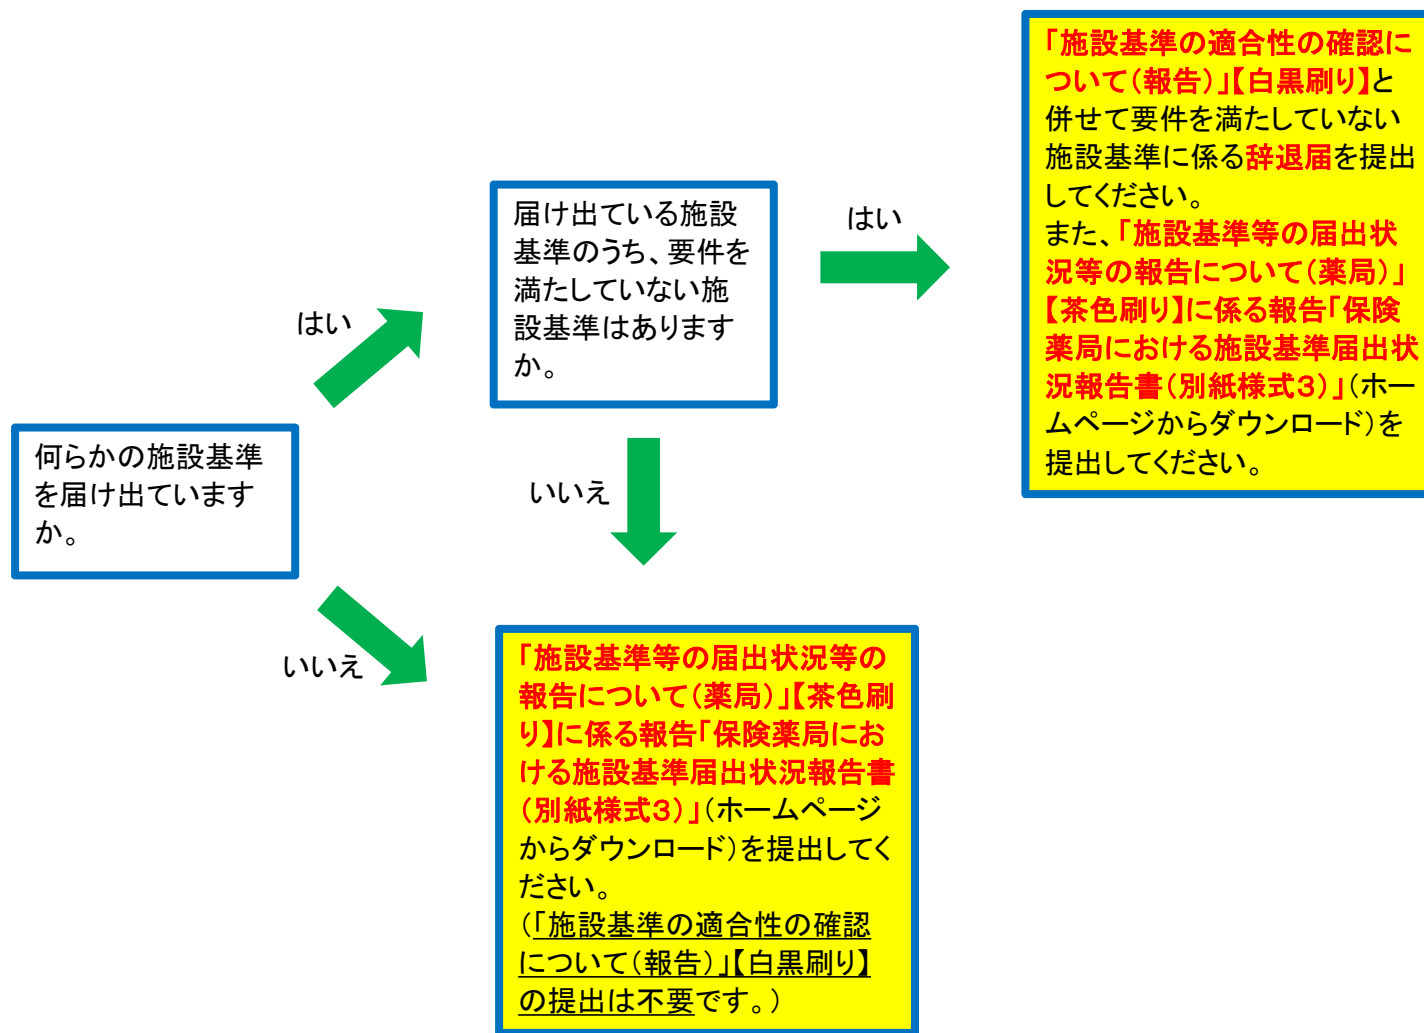 何らかの施設基準
を届け出ています
か。
はい
いいえ
届け出ている施設
基準のうち、要件を
満たしていない施
設基準はあります
か。
はい
いいえ
「施設基準の適合性の確認に
ついて（報告）」【白黒刷り】と
併せて要件を満たしていない
施設基準に係る辞退届を提出
してください。
また、「施設基準等の届出状
況等の報告について（薬局）」
【茶色刷り】に係る報告「保険
薬局における施設基準届出状
況報告書（別紙様式３）」（ホー
ムページからダウンロード）を
提出してください。
「施設基準等の届出状況等の
報告について（薬局）」【茶色刷
り】に係る報告「保険薬局にお
ける施設基準届出状況報告書
（別紙様式３）」（ホームページ
からダウンロード）を提出してく
ださい。
（「施設基準の適合性の確認
について（報告）」【白黒刷り】
の提出は不要です。）